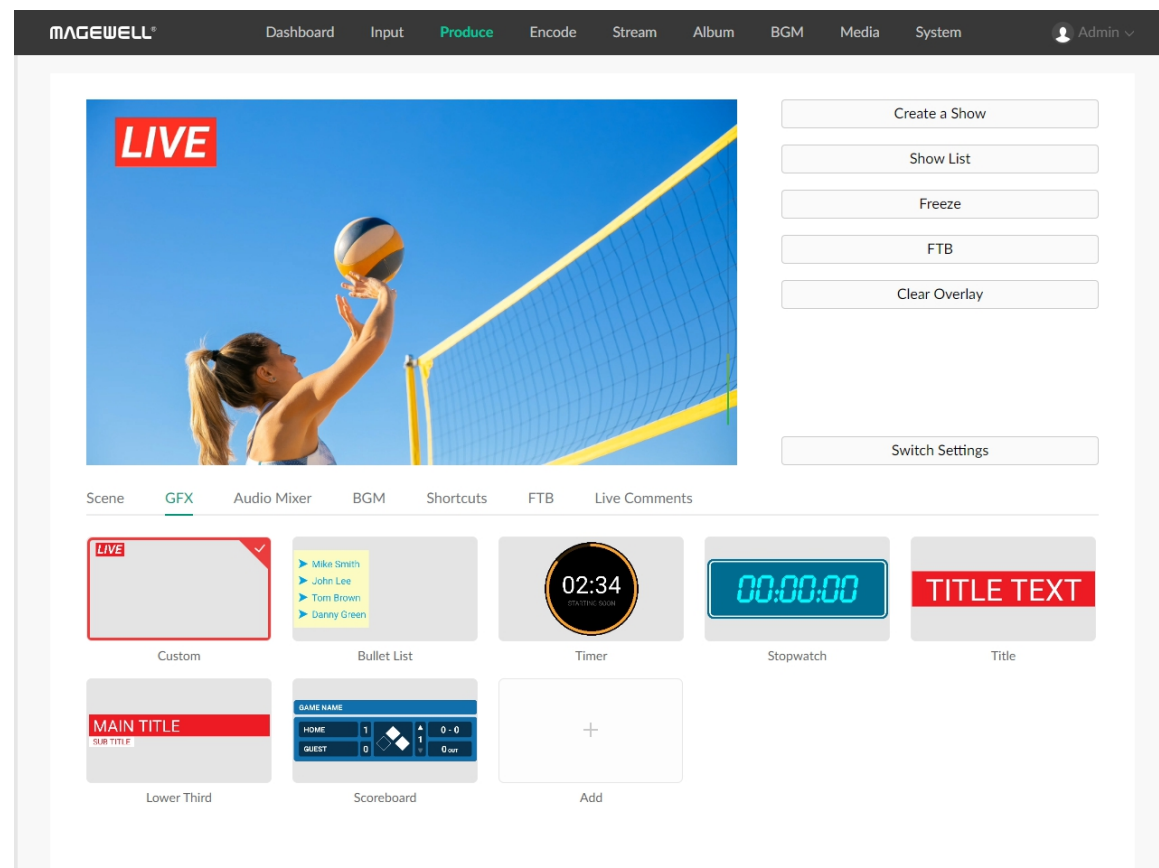 MAGEWELL®
Dashboard Input Produce Encode Stream Album BGM Media System Admin
LIVE
Create a Show
Show List
Freeze
FTB
Clear Overlay
Switch Settings
Scene GFX Audio Mixer BGM Shortcuts FTB Live Comments
LIVE
Custom
Mike Smith
John Lee
Tom Brown
Danny Green
Bullet List
02:34
STARTING SOON
Timer
00:00:00
Stopwatch
TITLE TEXT
Title
MAIN TITLE
SUB TITLE
Lower Third
GAME NAME
HOME 1 1 0 - 0
GUEST 0 0 OUT
Scoreboard
+
Add